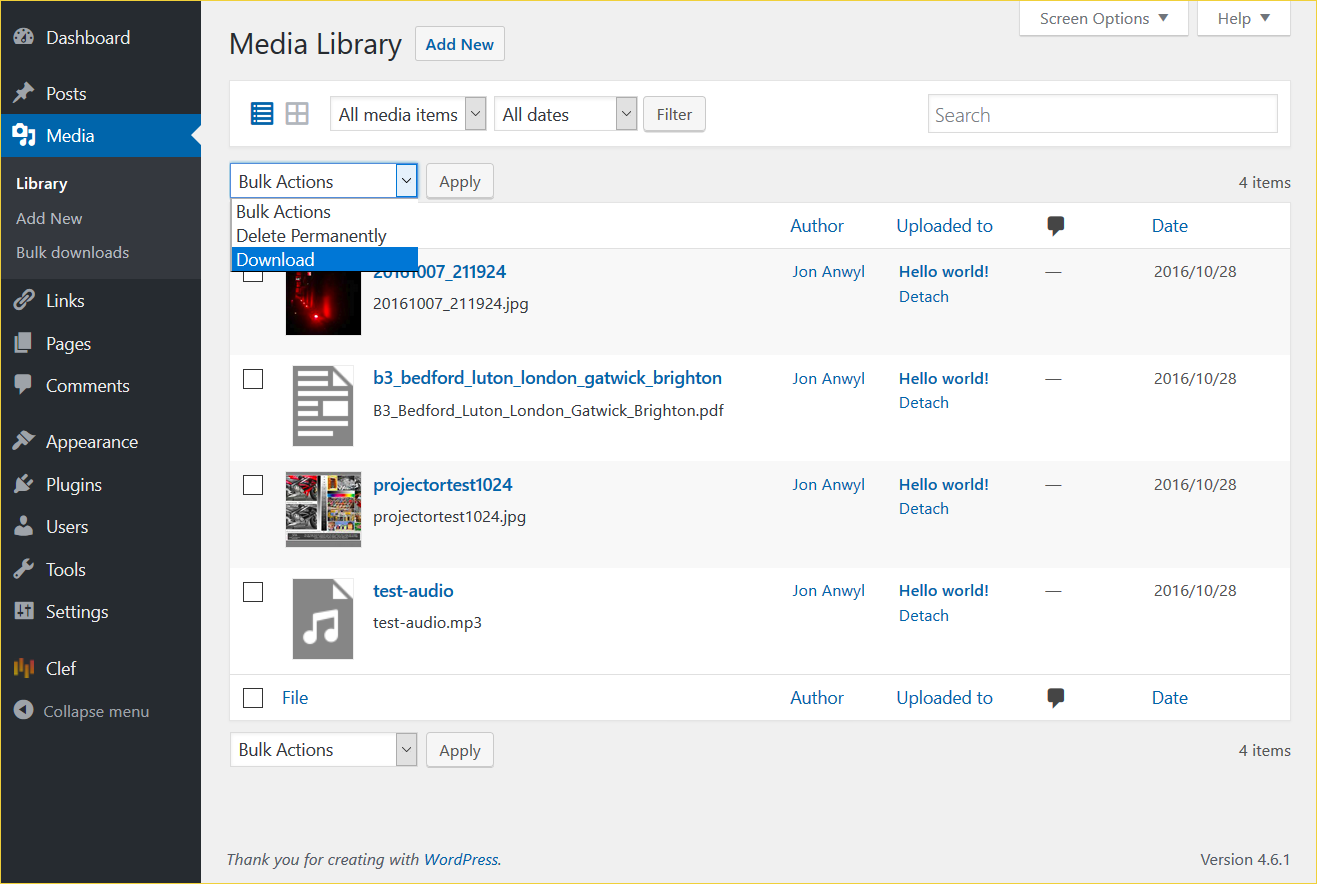 Dashboard
Posts
Media
Library
Add New
Bulk downloads
Links
Pages
Comments
Appearance
Plugins
Users
Tools
Settings
Clef
Collapse menu
Screen Options
Help
Media Library
Add New
All media items
All dates
Filter
Search
Bulk Actions
Apply
4 items
Bulk Actions
Delete Permanently
Download
Author
Uploaded to
Date
20161007_211924
Jon Anwyl
Hello world!
—
2016/10/28
Detach
20161007_211924.jpg
b3_bedford_luton_london_gatwick_brighton
Jon Anwyl
Hello world!
—
2016/10/28
Detach
B3_Bedford_Luton_London_Gatwick_Brighton.pdf
projectortest1024
Jon Anwyl
Hello world!
—
2016/10/28
Detach
projectortest1024.jpg
test-audio
Jon Anwyl
Hello world!
—
2016/10/28
Detach
test-audio.mp3
File
Author
Uploaded to
Date
Bulk Actions
Apply
4 items
Thank you for creating with WordPress.
Version 4.6.1